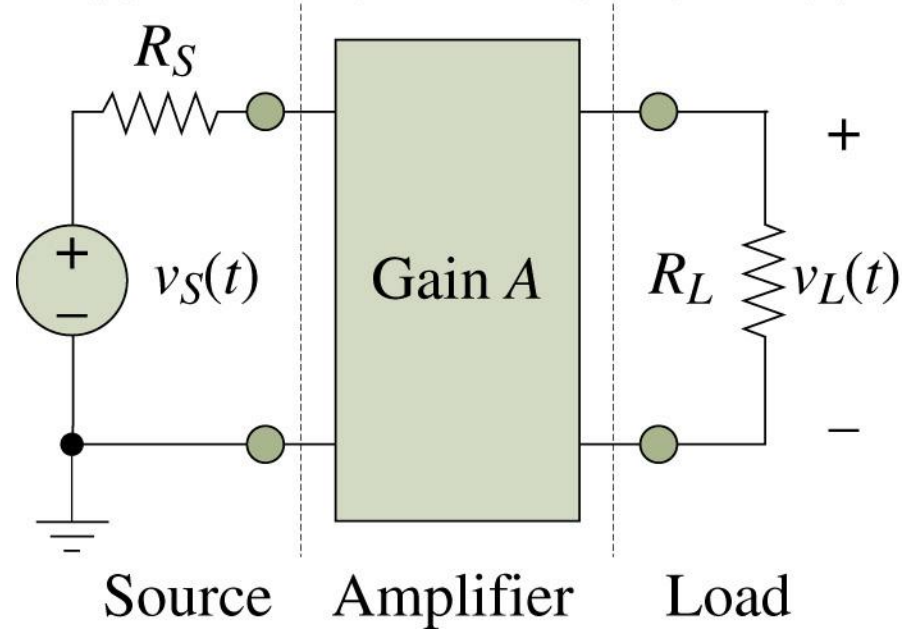 R_S
+
+
v_S(t)
Gain A
R_L
v_L(t)
−
−
Source
Amplifier
Load